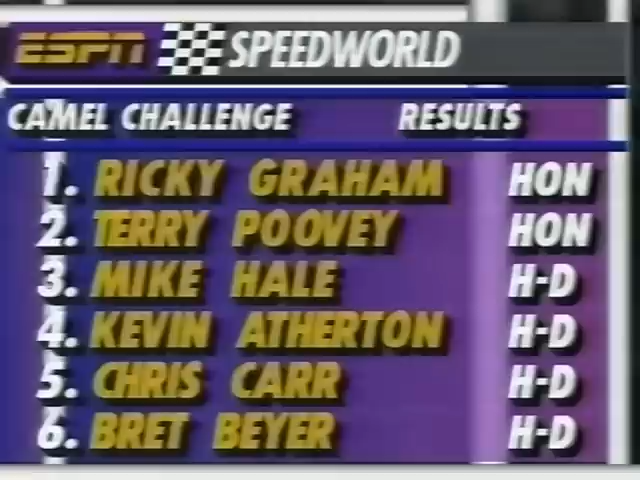 ESPN SPEEDWORLD
CAMEL CHALLENGE RESULTS
1. RICKY GRAHAM HON
2. TERRY POOVEY HON
3. MIKE HALE H-D
4. KEVIN ATHERTON H-D
5. CHRIS CARR H-D
6. BRET BEYER H-D